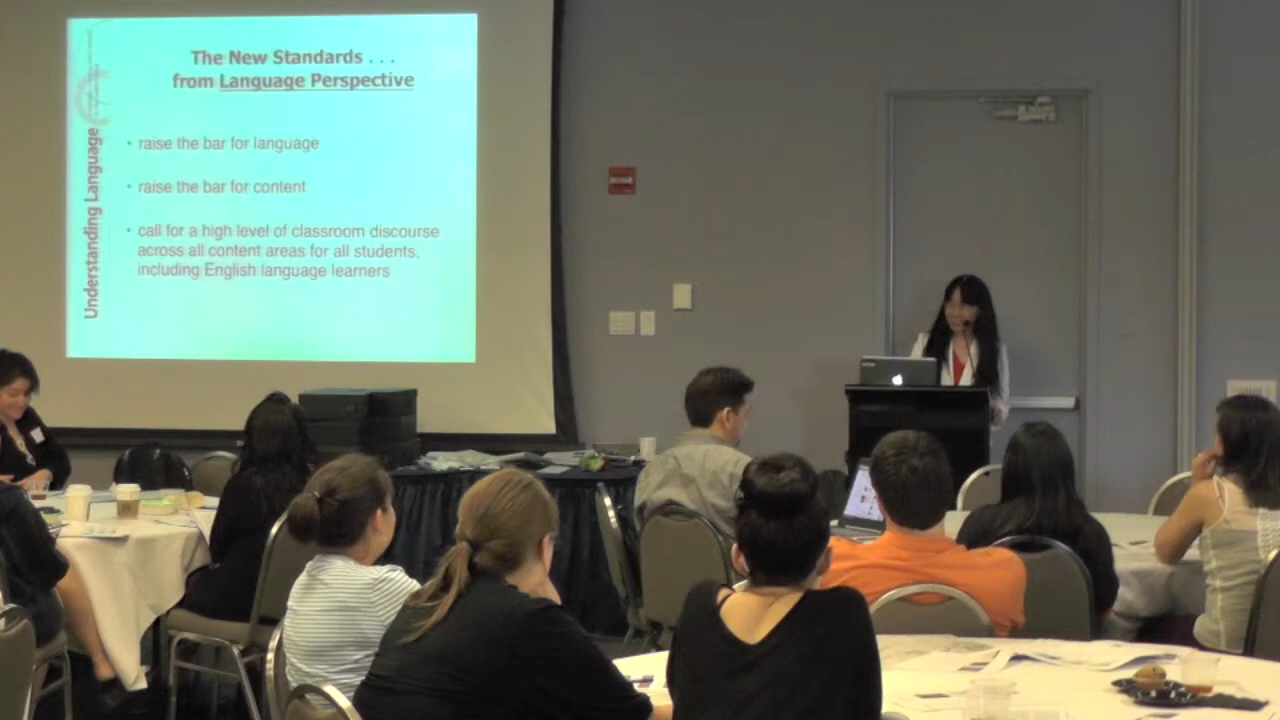 The New Standards . . .
from Language Perspective
• raise the bar for language
• raise the bar for content
• call for a high level of classroom discourse
across all content areas for all students,
including English language learners
Understanding Language